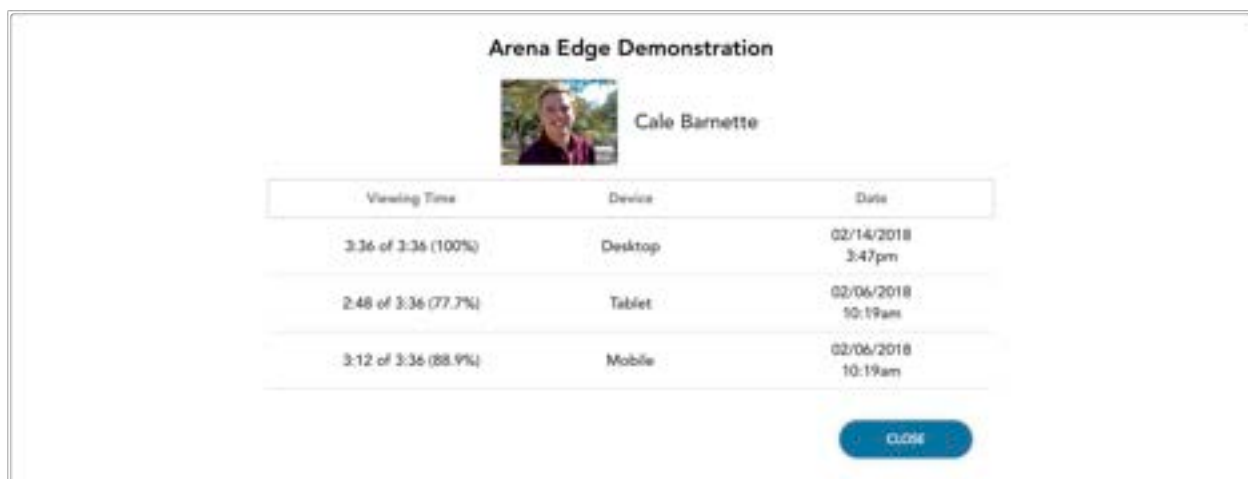 Arena Edge Demonstration
Cale Barnette
Viewing Time Device Date
3:36 of 3:36 (100%) Desktop 02/14/2018 3:47pm
2:48 of 3:36 (77.7%) Tablet 02/06/2018 10:19am
3:12 of 3:36 (88.9%) Mobile 02/06/2018 10:19am
CLOSE